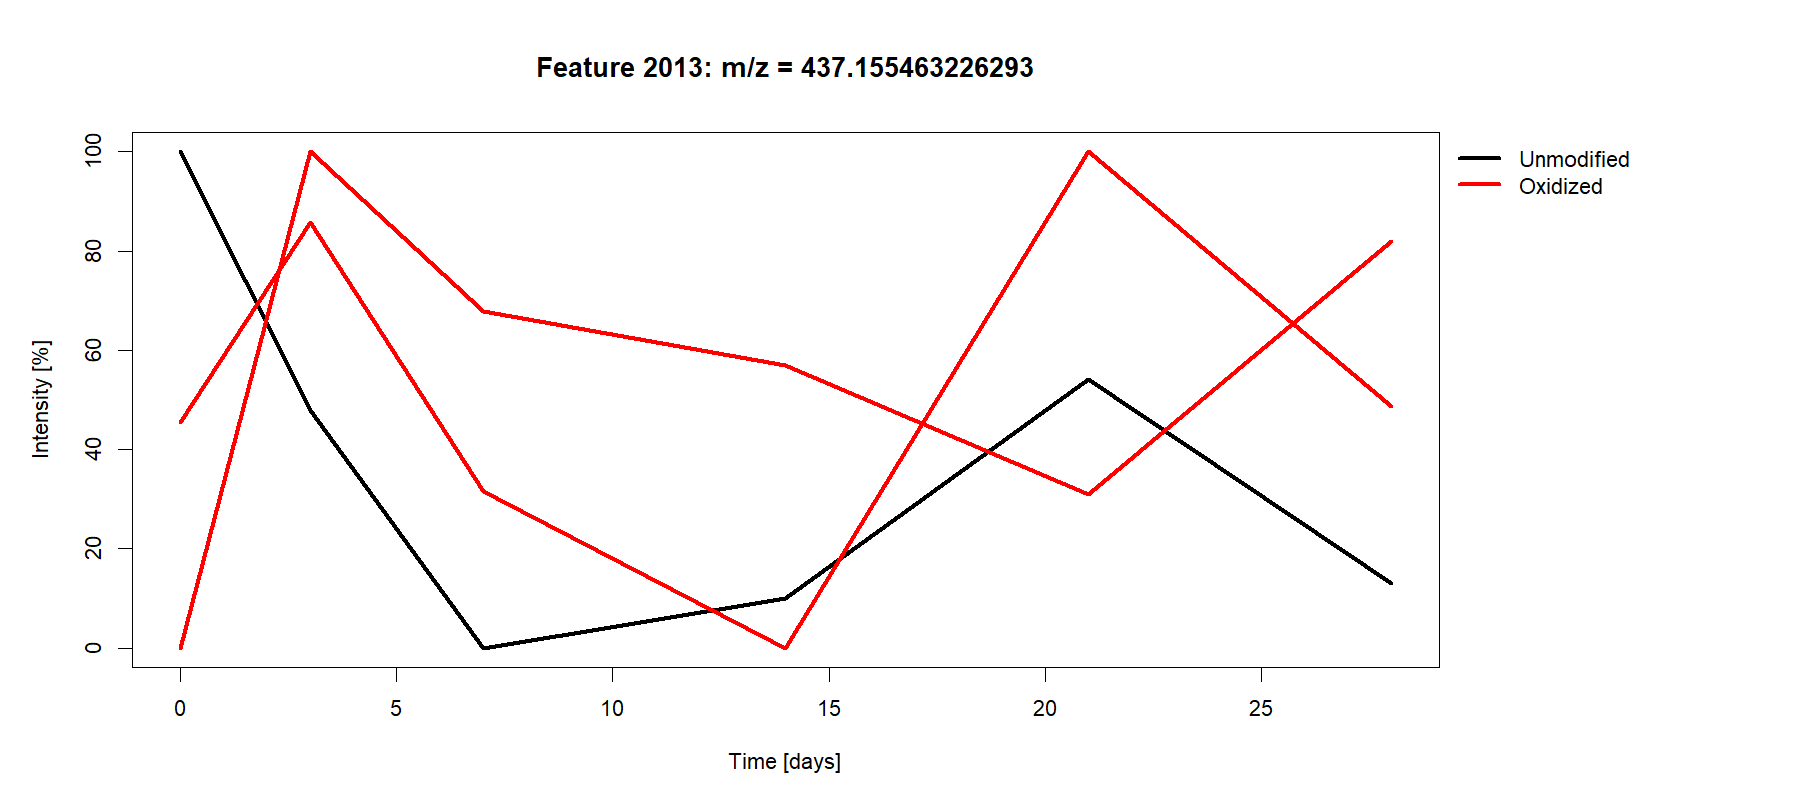 Feature 2013: m/z = 437.155463226293
Unmodified
Oxidized
Intensity [%]
100
80
60
40
20
0
0 5 10 15 20 25
Time [days]